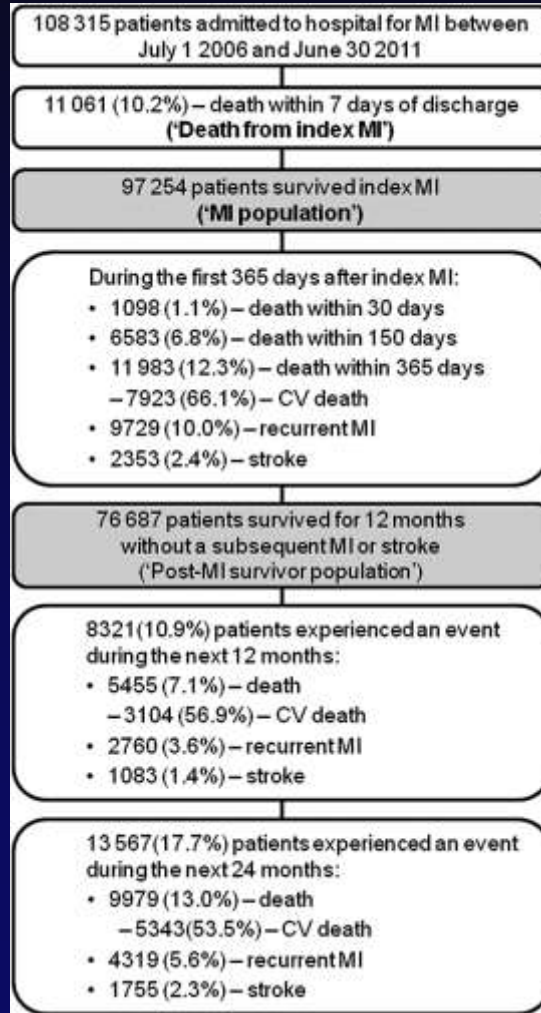 108 315 patients admitted to hospital for MI between
July 1 2006 and June 30 2011
11 061 (10.2%) – death within 7 days of discharge
('Death from index MI')
97 254 patients survived index MI
('MI population')
During the first 365 days after index MI:
• 1098 (1.1%) – death within 30 days
• 6583 (6.8%) – death within 150 days
• 11 983 (12.3%) – death within 365 days
– 7923 (66.1%) – CV death
• 9729 (10.0%) – recurrent MI
• 2353 (2.4%) – stroke
76 687 patients survived for 12 months
without a subsequent MI or stroke
('Post-MI survivor population')
8321(10.9%) patients experienced an event
during the next 12 months:
• 5455 (7.1%) – death
– 3104 (56.9%) – CV death
• 2760 (3.6%) – recurrent MI
• 1083 (1.4%) – stroke
13 567(17.7%) patients experienced an event
during the next 24 months:
• 9979 (13.0%) – death
– 5343(53.5%) – CV death
• 4319 (5.6%) – recurrent MI
• 1755 (2.3%) – stroke